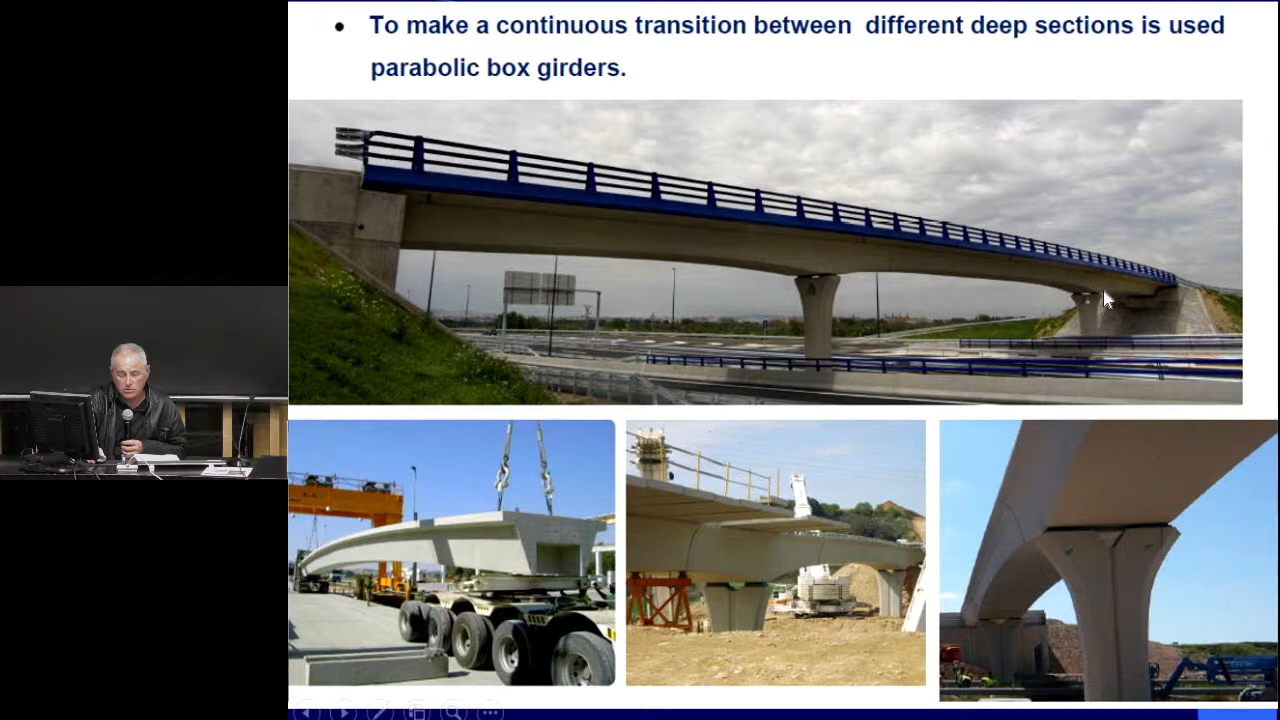 To make a continuous transition between different deep sections is used
parabolic box girders.